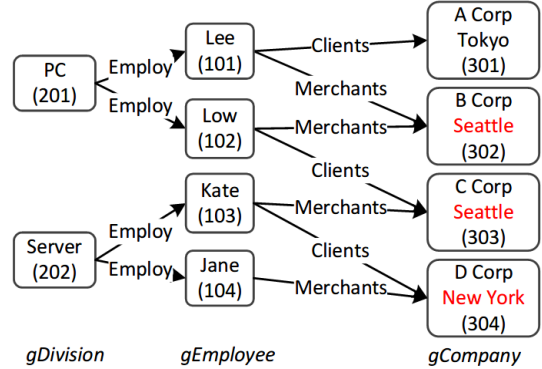 PC
(201)
Server
(202)
gDivision
Employ
Employ
Employ
Employ
Lee
(101)
Low
(102)
Kate
(103)
Jane
(104)
gEmployee
Clients
Merchants
Merchants
Clients
Merchants
Clients
Merchants
A Corp
Tokyo
(301)
B Corp
Seattle
(302)
C Corp
Seattle
(303)
D Corp
New York
(304)
gCompany